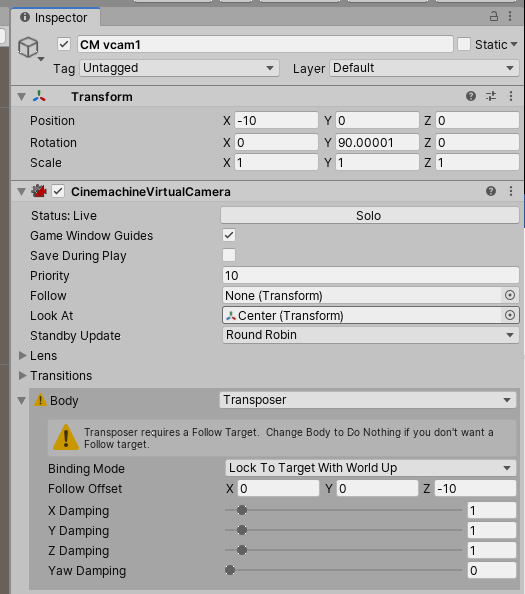 Inspector
CM vcam1 Static
Tag Untagged Layer Default
Transform
Position X -10 Y 0 Z 0
Rotation X 0 Y 90.00001 Z 0
Scale X 1 Y 1 Z 1
CinemachineVirtualCamera
Status: Live Solo
Game Window Guides
Save During Play
Priority 10
Follow None (Transform)
Look At Center (Transform)
Standby Update Round Robin
Lens
Transitions
Body Transposer
Transposer requires a Follow Target. Change Body to Do Nothing if you don't want a
Follow target.
Binding Mode Lock To Target With World Up
Follow Offset X 0 Y 0 Z -10
X Damping 1
Y Damping 1
Z Damping 1
Yaw Damping 0